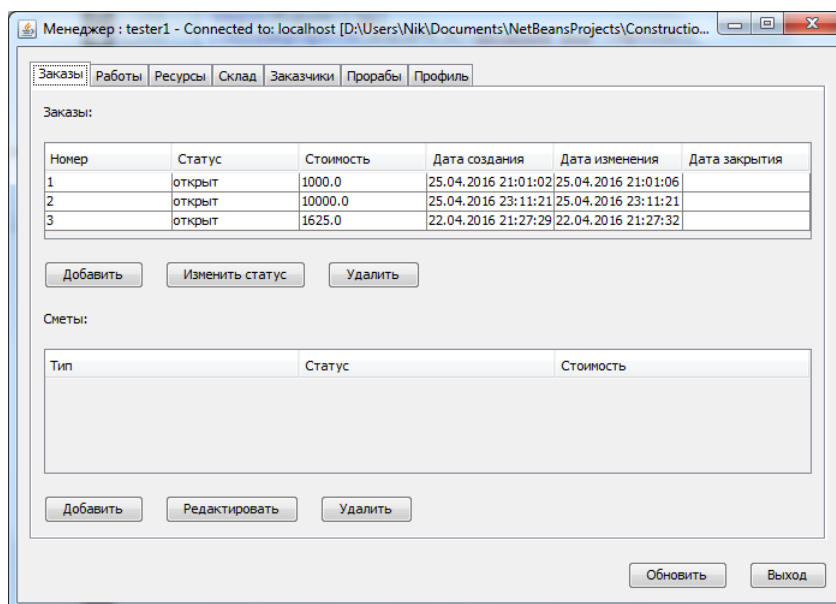 Менеджер : tester1 - Connected to: localhost [D:\Users\Nik\Documents\NetBeansProjects\Constructio...
Заказы Работы Ресурсы Склад Заказчики Прорабы Профиль
Заказы:
Номер Статус Стоимость Дата создания Дата изменения Дата закрытия
1 открыт 1000.0 25.04.2016 21:01:02 25.04.2016 21:01:06
2 открыт 10000.0 25.04.2016 23:11:21 25.04.2016 23:11:21
3 открыт 1625.0 22.04.2016 21:27:29 22.04.2016 21:27:32
Добавить Изменить статус Удалить
Сметы:
Тип Статус Стоимость
Добавить Редактировать Удалить
Обновить Выход